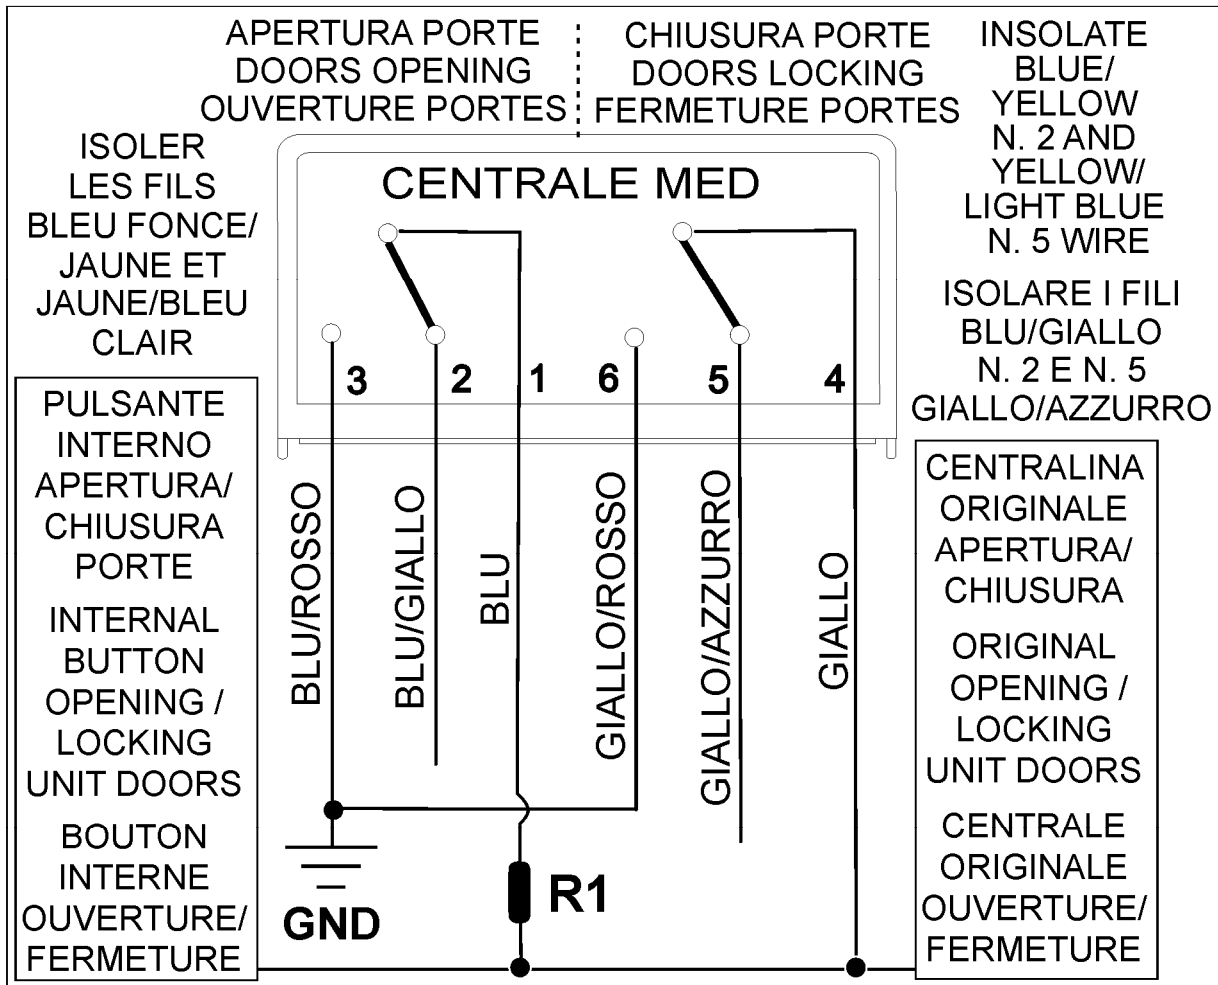 APERTURA PORTE
DOORS OPENING
OUVERTURE PORTES
CHIUSURA PORTE
DOORS LOCKING
FERMETURE PORTES
INSOLATE
BLUE/
YELLOW
N. 2 AND
YELLOW/
LIGHT BLUE
N. 5 WIRE
ISOLER
LES FILS
BLEU FONCE/
JAUNE ET
JAUNE/BLEU
CLAIR
CENTRALE MED
ISOLARE I FILI
BLU/GIALLO
N. 2 E N. 5
GIALLO/AZZURRO
3
2
1
6
5
4
PULSANTE
INTERNO
APERTURA/
CHIUSURA
PORTE
INTERNAL
BUTTON
OPENING /
LOCKING
UNIT DOORS
BOUTON
INTERNE
OUVERTURE/
FERMETURE
BLU/ROSSO
BLU/GIALLO
BLU
GIALLO/ROSSO
GIALLO/AZZURRO
GIALLO
GND
R1
CENTRALINA
ORIGINALE
APERTURA/
CHIUSURA
ORIGINAL
OPENING /
LOCKING
UNIT DOORS
CENTRALE
ORIGINALE
OUVERTURE/
FERMETURE